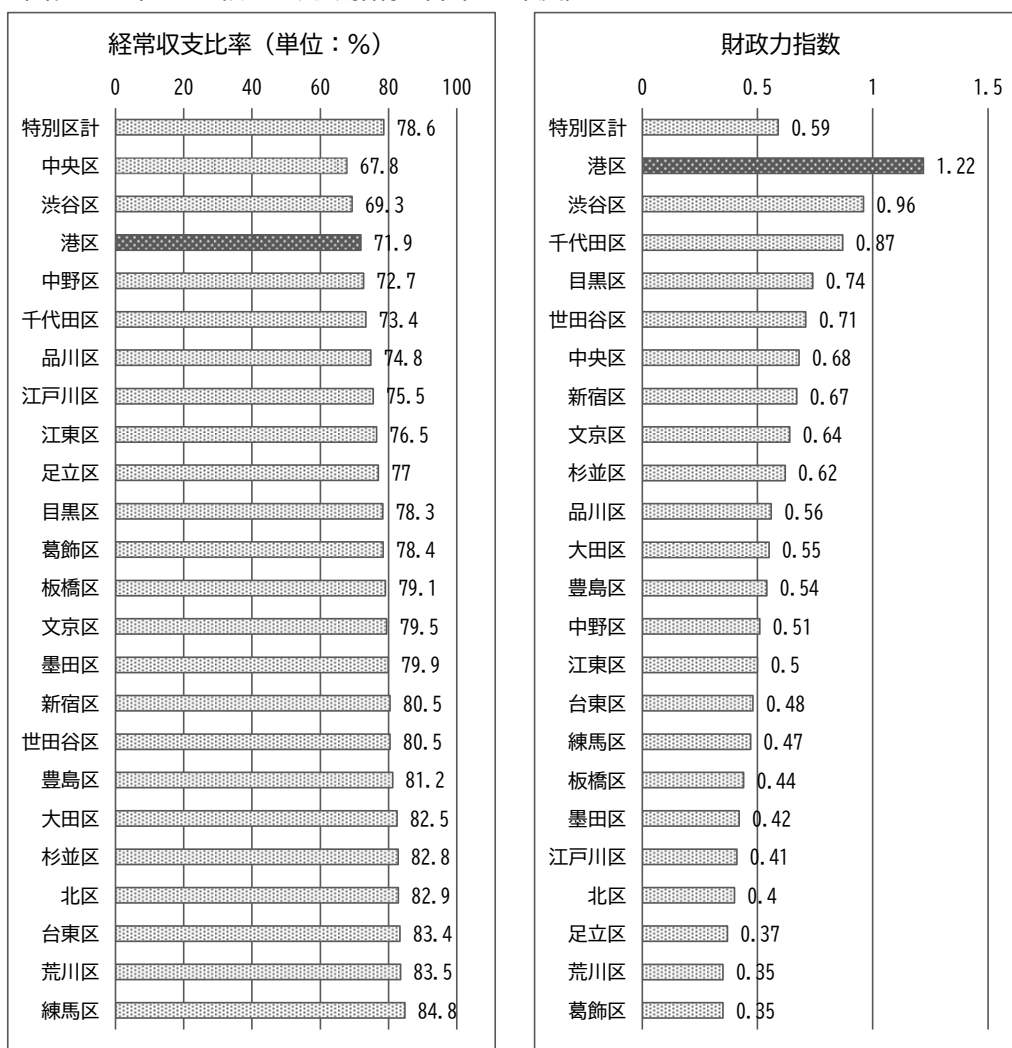 経常収支比率（単位：%）
0 20 40 60 80 100
特別区計 78.6
中央区 67.8
渋谷区 69.3
港区 71.9
中野区 72.7
千代田区 73.4
品川区 74.8
江戸川区 75.5
江東区 76.5
足立区 77
目黒区 78.3
葛飾区 78.4
板橋区 79.1
文京区 79.5
墨田区 79.9
新宿区 80.5
世田谷区 80.5
豊島区 81.2
大田区 82.5
杉並区 82.8
北区 82.9
台東区 83.4
荒川区 83.5
練馬区 84.8
財政力指数
0 0.5 1 1.5
特別区計 0.59
港区 1.22
渋谷区 0.96
千代田区 0.87
目黒区 0.74
世田谷区 0.71
中央区 0.68
新宿区 0.67
文京区 0.64
杉並区 0.62
品川区 0.56
大田区 0.55
豊島区 0.54
中野区 0.51
江東区 0.5
台東区 0.48
練馬区 0.47
板橋区 0.44
墨田区 0.42
江戸川区 0.41
北区 0.4
足立区 0.37
荒川区 0.35
葛飾区 0.35